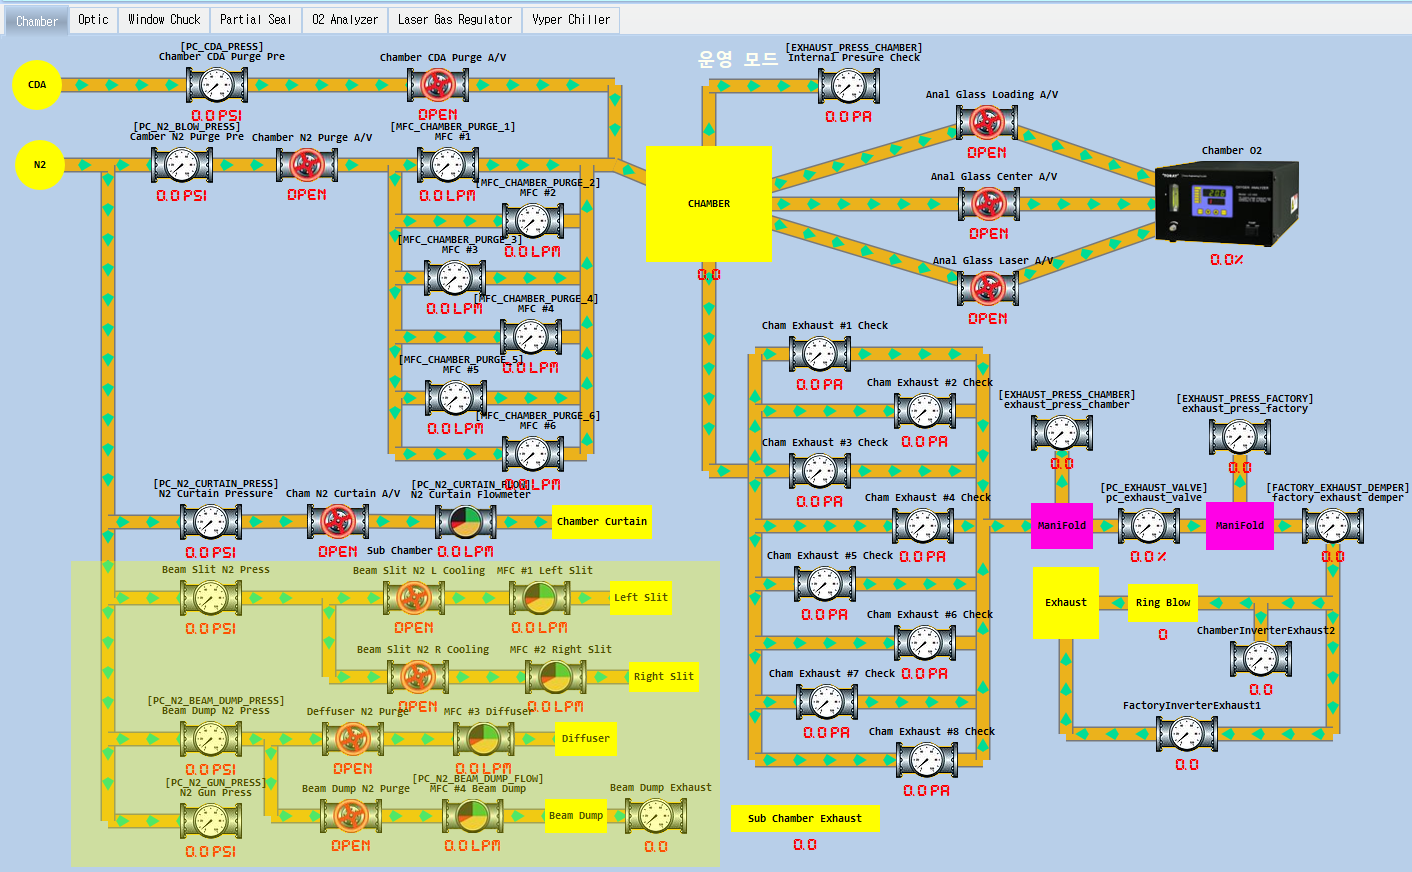 Chamber
Optic
Window Chuck
Partial Seal
O2 Analyzer
Laser Gas Regulator
Vyper Chiller
운영 모드
CDA
[PC_CDA_PRESS]
Chamber CDA Purge Pre
0.0 PSI
Chamber CDA Purge A/V
OPEN
N2
[PC_N2_BLOW_PRESS]
Camber N2 Purge Pre
0.0 PSI
Chamber N2 Purge A/V
OPEN
[MFC_CHAMBER_PURGE_1]
MFC #1
0.0 LPM
[MFC_CHAMBER_PURGE_2]
MFC #2
0.0 LPM
[MFC_CHAMBER_PURGE_3]
MFC #3
0.0 LPM
[MFC_CHAMBER_PURGE_4]
MFC #4
0.0 LPM
[MFC_CHAMBER_PURGE_5]
MFC #5
0.0 LPM
[MFC_CHAMBER_PURGE_6]
MFC #6
0.0 LPM
[EXHAUST_PRESS_CHAMBER]
Internal Presure Check
0.0 PA
CHAMBER
0.0
Anal Glass Loading A/V
OPEN
Anal Glass Center A/V
OPEN
Anal Glass Laser A/V
OPEN
Chamber O2
0.0%
[PC_N2_CURTAIN_PRESS]
N2 Curtain Pressure
0.0 PSI
Cham N2 Curtain A/V
OPEN
[PC_N2_CURTAIN_FLOW]
N2 Curtain Flowmeter
0.0 LPM
Chamber Curtain
Sub Chamber
Beam Slit N2 Press
0.0 PSI
Beam Slit N2 L Cooling
OPEN
MFC #1 Left Slit
0.0 LPM
Left Slit
Beam Slit N2 R Cooling
OPEN
MFC #2 Right Slit
0.0 LPM
Right Slit
[PC_N2_BEAM_DUMP_PRESS]
Beam Dump N2 Press
0.0 PSI
Deffuser N2 Purge
OPEN
MFC #3 Diffuser
0.0 LPM
Diffuser
[PC_N2_GUN_PRESS]
N2 Gun Press
0.0 PSI
Beam Dump N2 Purge
OPEN
[PC_N2_BEAM_DUMP_FLOW]
MFC #4 Beam Dump
0.0 LPM
Beam Dump
Beam Dump Exhaust
0.0
Cham Exhaust #1 Check
0.0 PA
Cham Exhaust #2 Check
0.0 PA
Cham Exhaust #3 Check
0.0 PA
Cham Exhaust #4 Check
0.0 PA
Cham Exhaust #5 Check
0.0 PA
Cham Exhaust #6 Check
0.0 PA
Cham Exhaust #7 Check
0.0 PA
Cham Exhaust #8 Check
0.0 PA
Sub Chamber Exhaust
0.0
[EXHAUST_PRESS_CHAMBER]
exhaust_press_chamber
0.0
ManiFold
[PC_EXHAUST_VALVE]
pc_exhaust_valve
0.0 %
[EXHAUST_PRESS_FACTORY]
exhaust_press_factory
0.0
ManiFold
[FACTORY_EXHAUST_DEMPER]
factory exhaust demper
0.0
Exhaust
Ring Blow
0
ChamberInverterExhaust2
0.0
FactoryInverterExhaust1
0.0